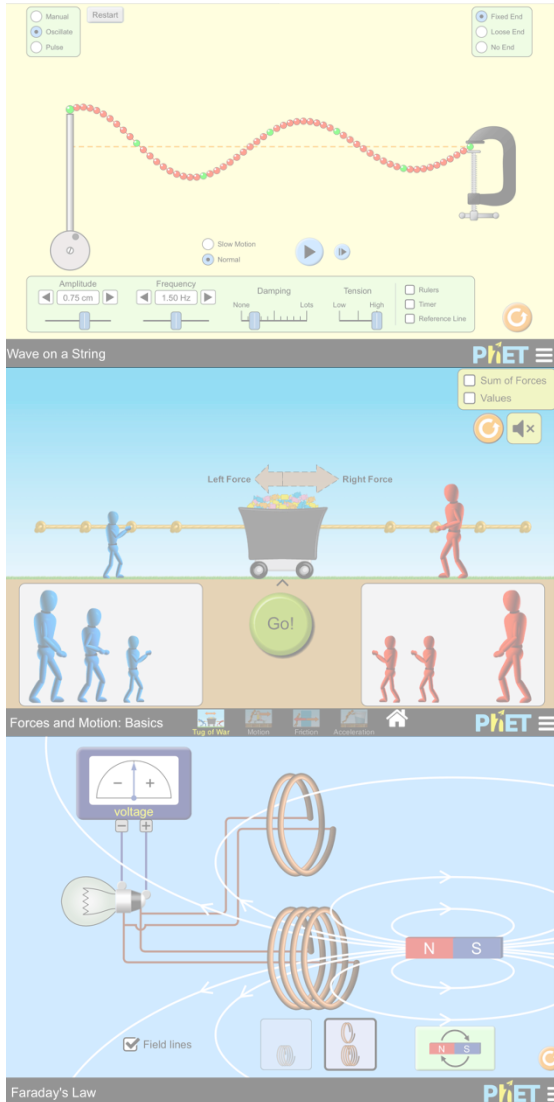 Manual
Oscillate
Pulse
Restart
Fixed End
Loose End
No End
Slow Motion
Normal
Amplitude
0.75 cm
Frequency
1.50 Hz
Damping
None
Lots
Tension
Low
High
Rulers
Timer
Reference Line
Wave on a String
PhET
Sum of Forces
Values
Left Force
Right Force
Go!
Forces and Motion: Basics
Tug of War
Motion
Friction
Acceleration
PhET
- +
voltage
- +
N S
Field lines
N S
Faraday's Law
PhET